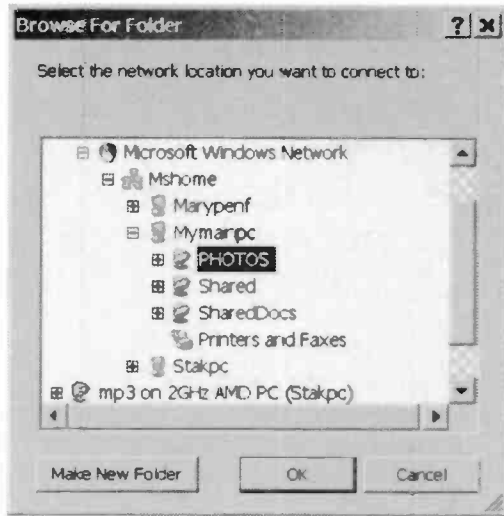 Browse For Folder
Select the network location you want to connect to:
Microsoft Windows Network
Mshome
Marypenf
Mymainpc
PHOTOS
Shared
SharedDocs
Printers and Faxes
Stakpc
mp3 on 2GHz AMD PC (Stakpc)
Make New Folder
OK
Cancel